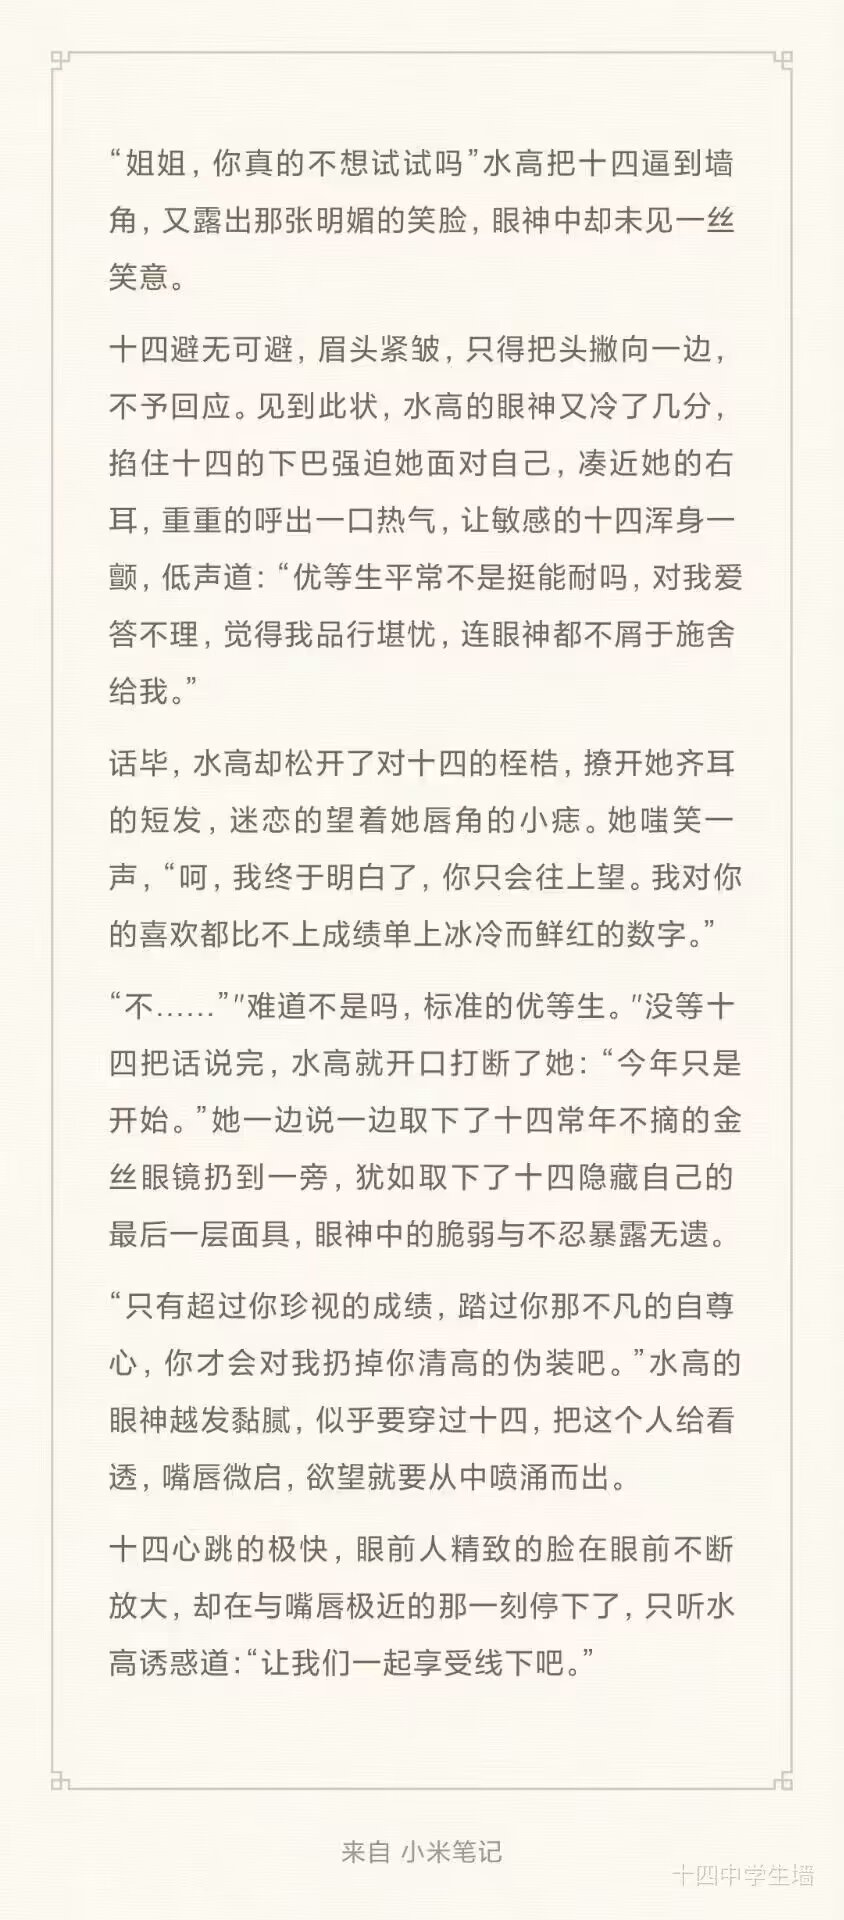 “姐姐，你真的不想试试吗”水高把十四逼到墙
角，又露出那张明媚的笑脸，眼神中却未见一丝
笑意。
十四避无可避，眉头紧皱，只得把头撇向一边，
不予回应。见到此状，水高的眼神又冷了几分，
掐住十四的下巴强迫她面对自己，凑近她的右
耳，重重的呼出一口热气，让敏感的十四浑身一
颤，低声道：“优等生平常不是挺能耐吗，对我爱
答不理，觉得我品行堪忧，连眼神都不屑于施舍
给我。”
话毕，水高却松开了对十四的桎梏，撩开她齐耳
的短发，迷恋的望着她唇角的小痣。她嗤笑一
声，“呵，我终于明白了，你只会往上望。我对你
的喜欢都比不上成绩单上冰冷而鲜红的数字。”
“不……”"难道不是吗，标准的优等生。"没等十
四把话说完，水高就开口打断了她：“今年只是
开始。”她一边说一边取下了十四常年不摘的金
丝眼镜扔到一旁，犹如取下了十四隐藏自己的
最后一层面具，眼神中的脆弱与不忍暴露无遗。
“只有超过你珍视的成绩，踏过你那不凡的自尊
心，你才会对我扔掉你清高的伪装吧。”水高的
眼神越发黏腻，似乎要穿过十四，把这个人给看
透，嘴唇微启，欲望就要从中喷涌而出。
十四心跳的极快，眼前人精致的脸在眼前不断
放大，却在与嘴唇极近的那一刻停下了，只听水
高诱惑道：“让我们一起享受线下吧。”
来自 小米笔记
十四中学生墙